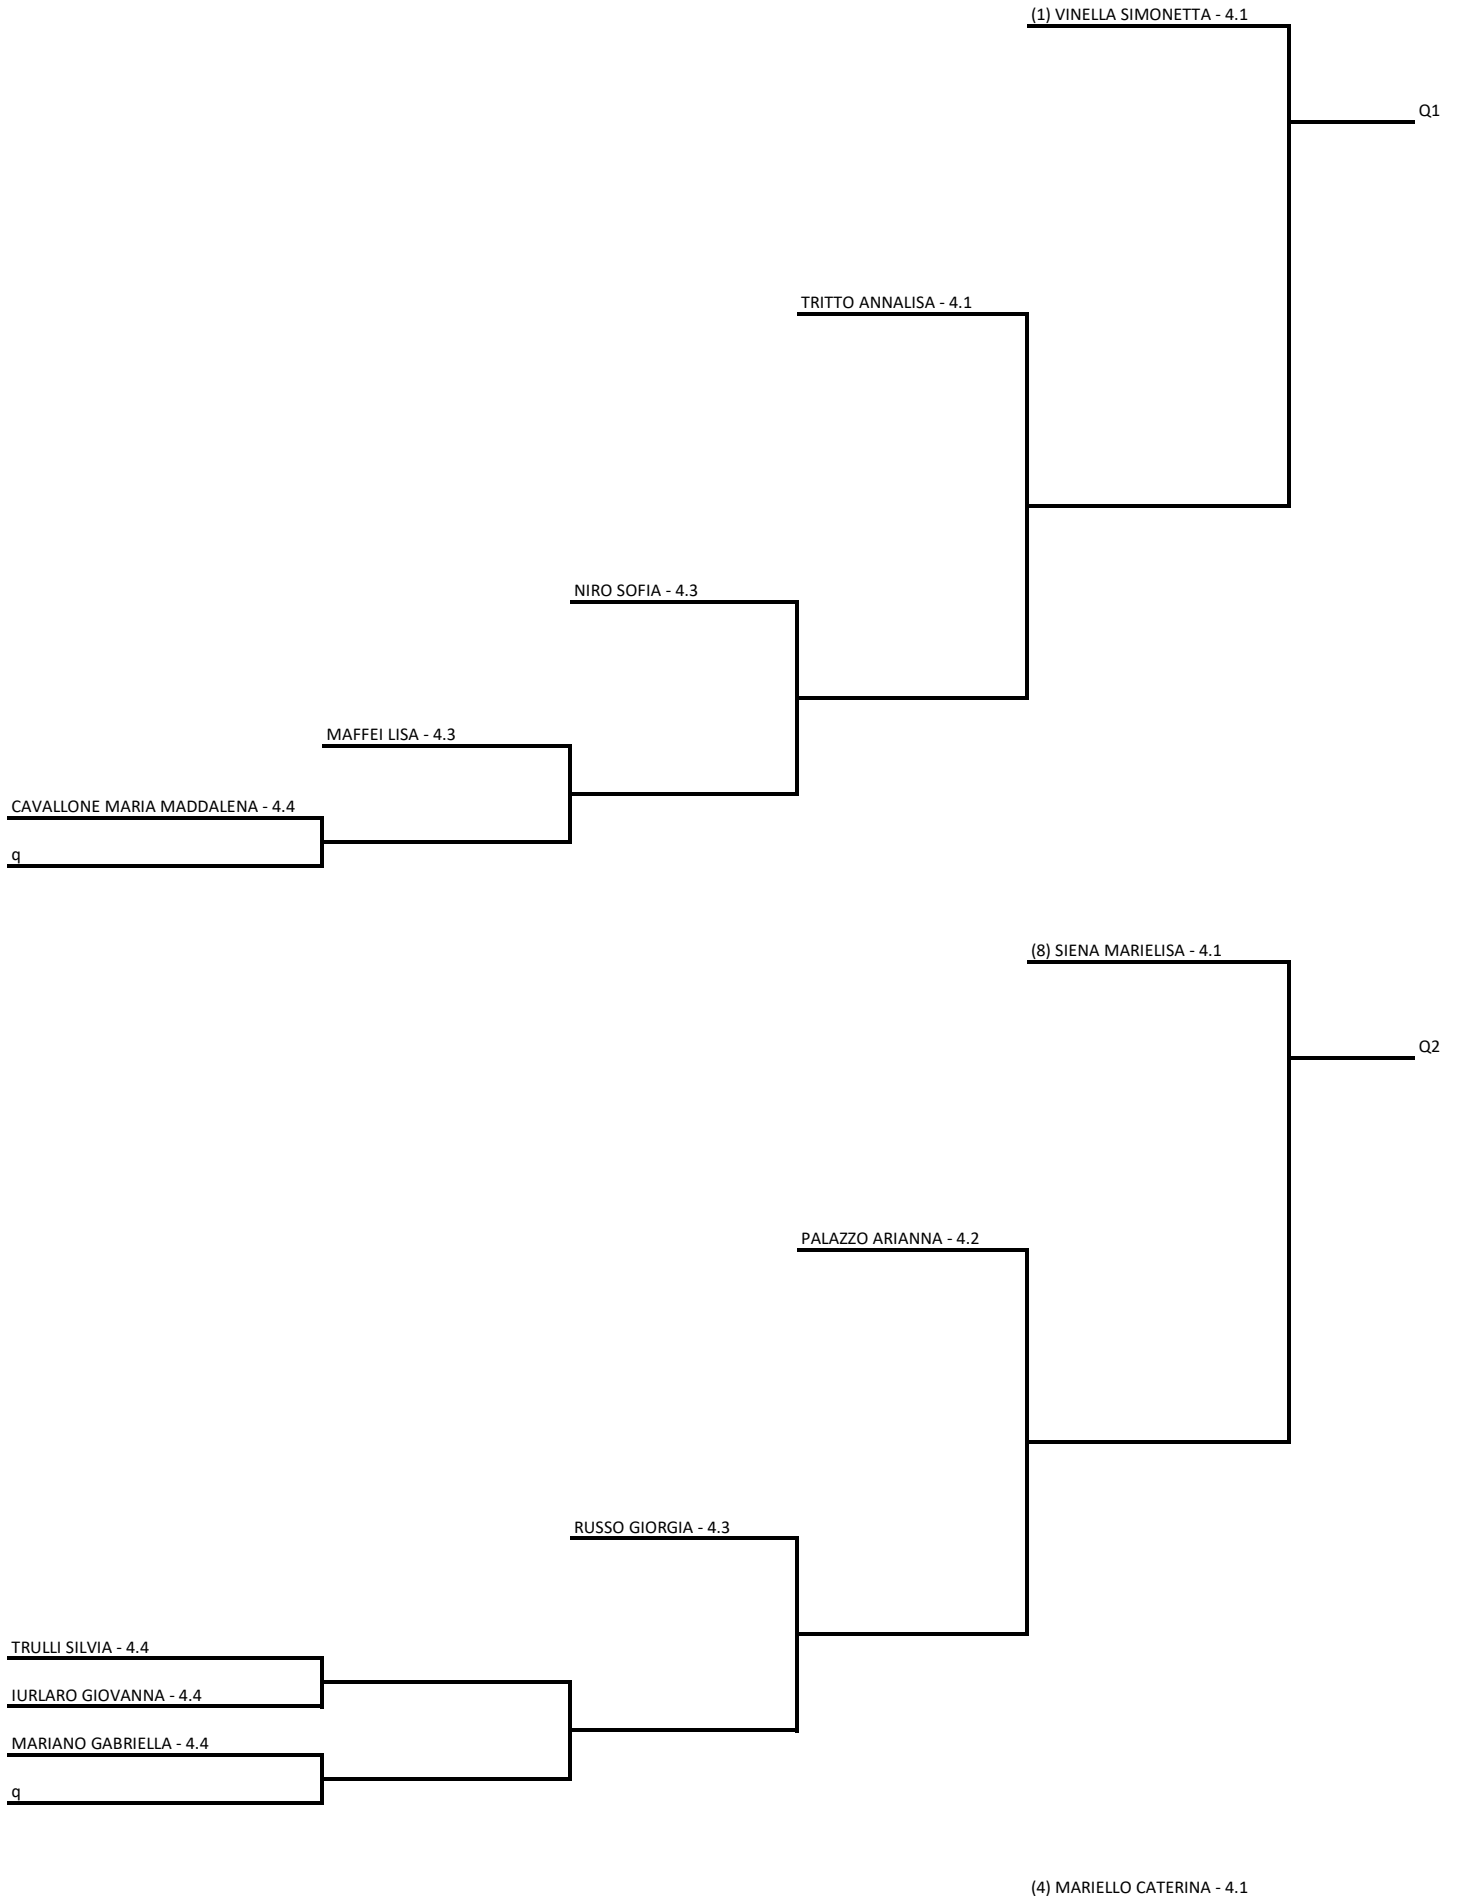 (1) VINELLA SIMONETTA - 4.1
Q1
TRITTO ANNALISA - 4.1
NIRO SOFIA - 4.3
MAFFEI LISA - 4.3
CAVALLONE MARIA MADDALENA - 4.4
q
(8) SIENA MARIELISA - 4.1
Q2
PALAZZO ARIANNA - 4.2
RUSSO GIORGIA - 4.3
TRULLI SILVIA - 4.4
IURLARO GIOVANNA - 4.4
MARIANO GABRIELLA - 4.4
q
(4) MARIELLO CATERINA - 4.1